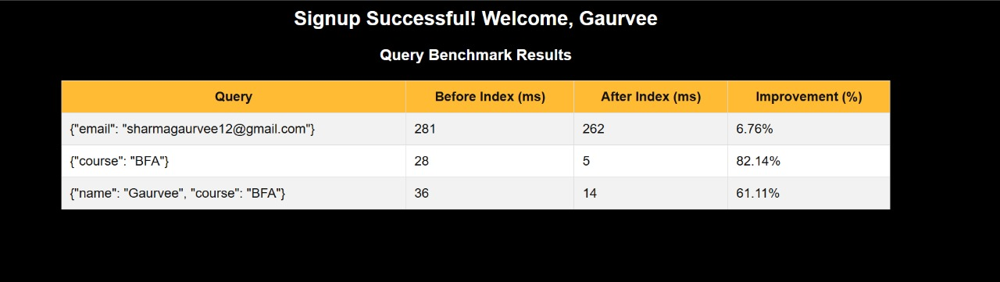 Signup Successful! Welcome, Gaurvee
Query Benchmark Results
Query Before Index (ms) After Index (ms) Improvement (%)
{"email": "sharmagaurvee12@gmail.com"} 281 262 6.76%
{"course": "BFA"} 28 5 82.14%
{"name": "Gaurvee", "course": "BFA"} 36 14 61.11%